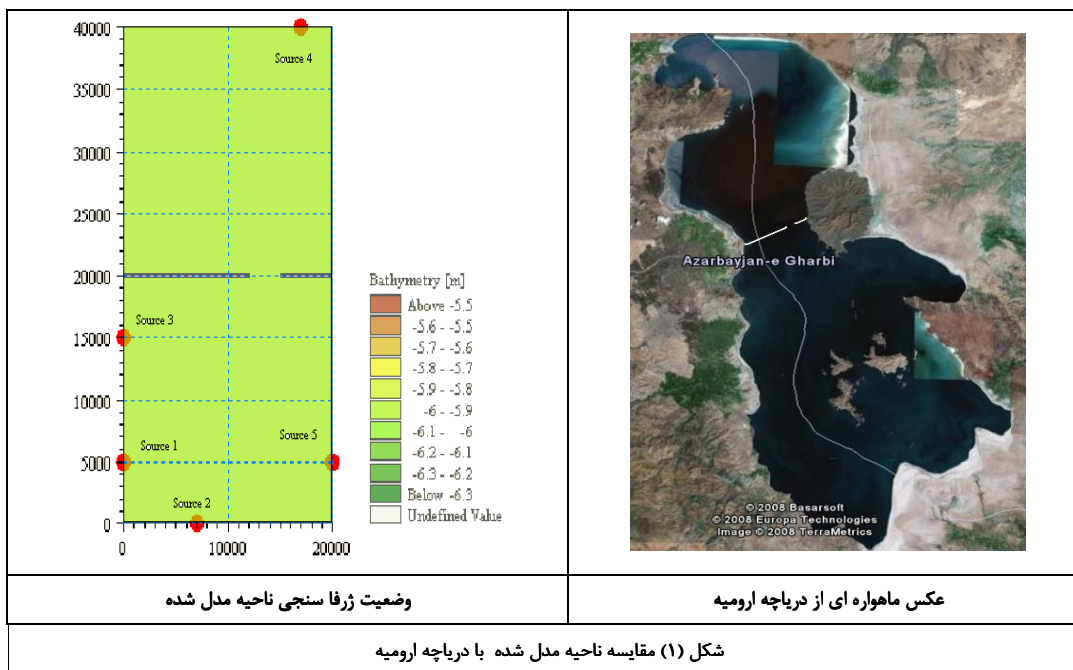 40000
35000
30000
25000
20000
15000
10000
5000
0
0 10000 20000
Source 4
Source 3
Source 1
Source 5
Source 2
Bathymetry [m]
Above -5.5
-5.6 - -5.5
-5.7 - -5.6
-5.8 - -5.7
-5.9 - -5.8
-6 - -5.9
-6.1 - -6
-6.2 - -6.1
-6.3 - -6.2
Below -6.3
Undefined Value
Azarbayjan-e Gharbi
© 2008 Basarsoft
© 2008 Europa Technologies
Image © 2008 TerraMetrics
عکس ماهواره ای از دریاچه ارومیه
وضعیت ژرفا سنجی ناحیه مدل شده
شکل (۱) مقایسه ناحیه مدل شده با دریاچه ارومیه